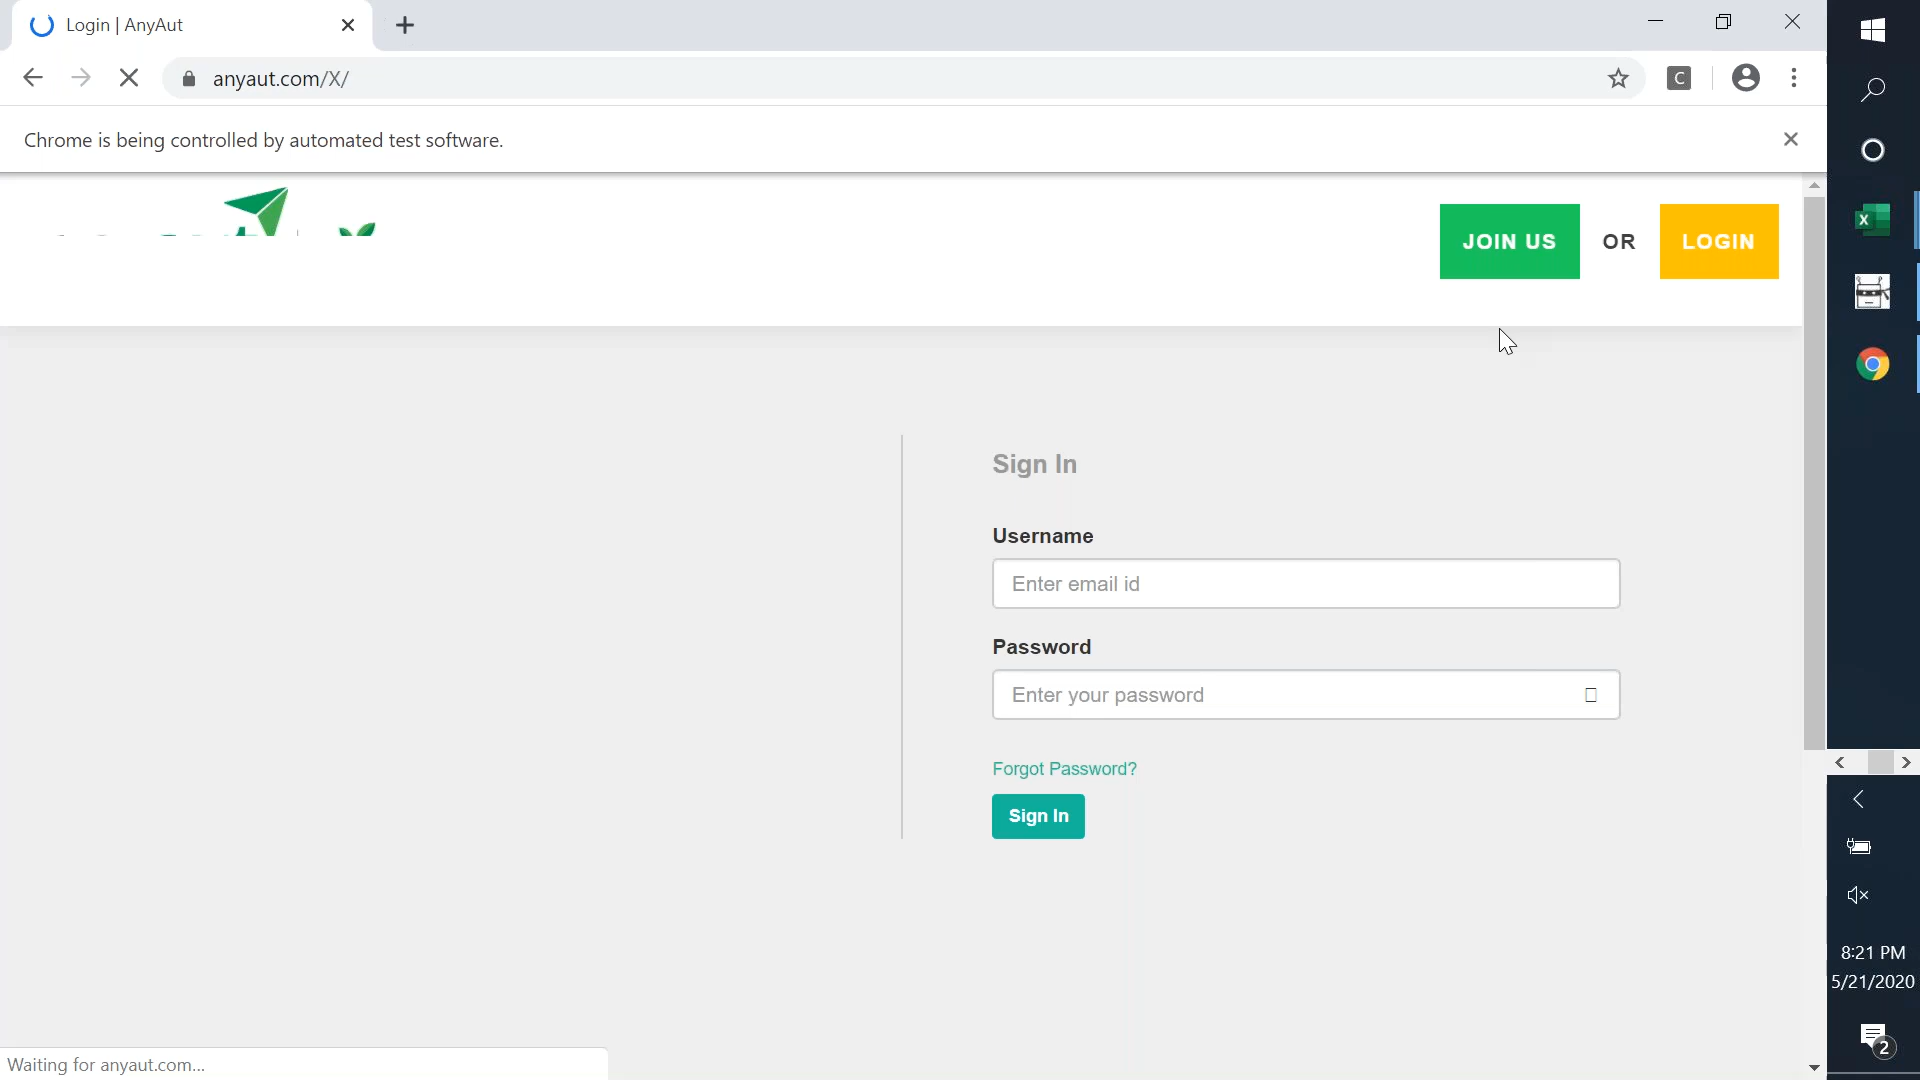 Login | AnyAut
anyaut.com/X/
C
Chrome is being controlled by automated test software.
JOIN US OR LOGIN
Sign In
Username
Enter email id
Password
Enter your password
Forgot Password?
Sign In
Waiting for anyaut.com...
8:21 PM
5/21/2020
2